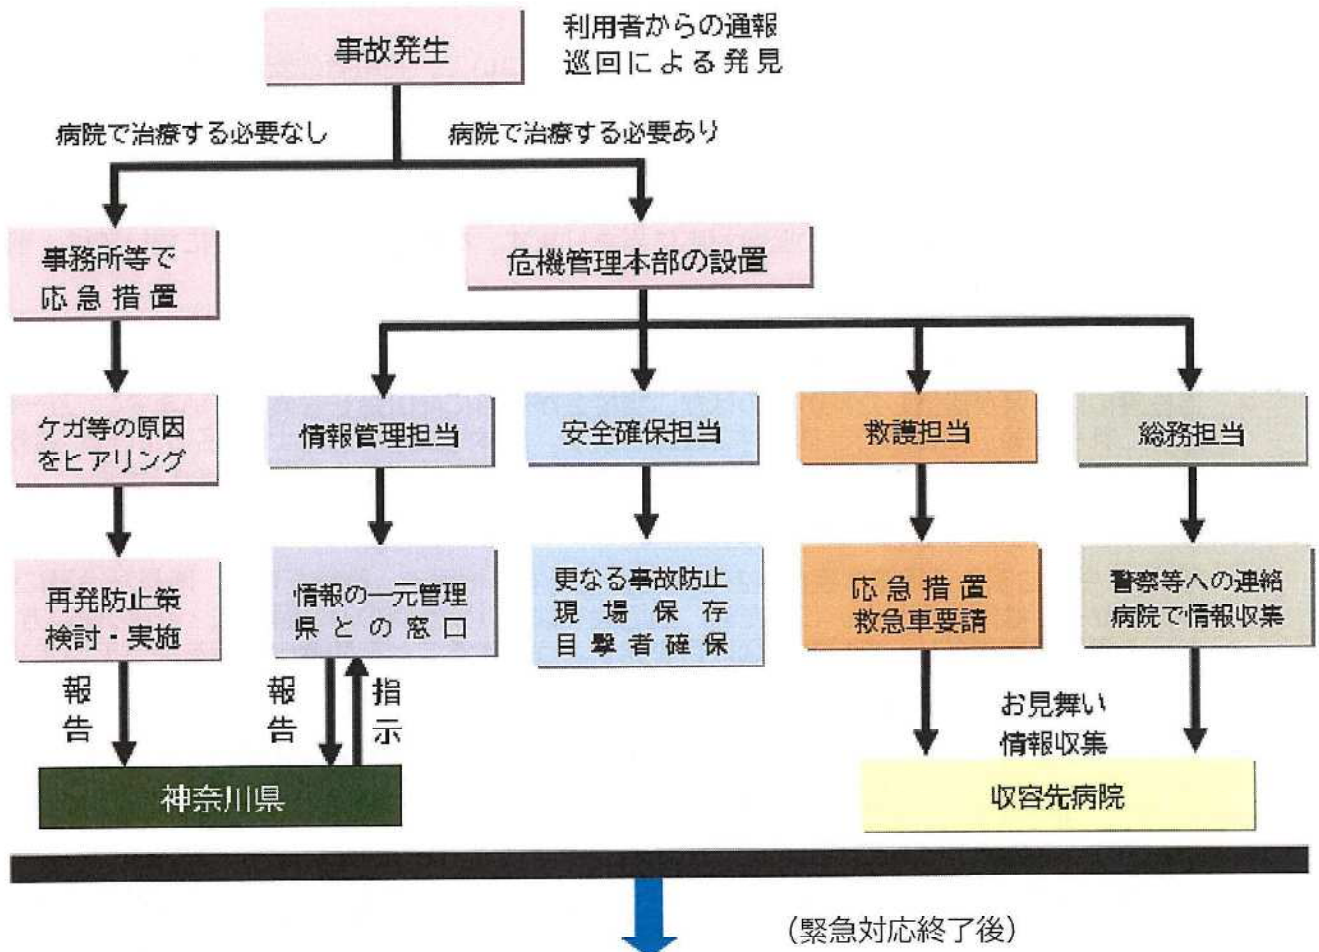 事故発生
利用者からの通報
巡回による発見
病院で治療する必要なし
病院で治療する必要あり
事務所等で
応急措置
危機管理本部の設置
ケガ等の原因
をヒアリング
情報管理担当
安全確保担当
救護担当
総務担当
再発防止策
検討・実施
情報の一元管理
県との窓口
更なる事故防止
現場保存
目撃者確保
応急措置
救急車要請
警察等への連絡
病院で情報収集
報告
報告
指示
お見舞い
情報収集
神奈川県
収容先病院
（緊急対応終了後）